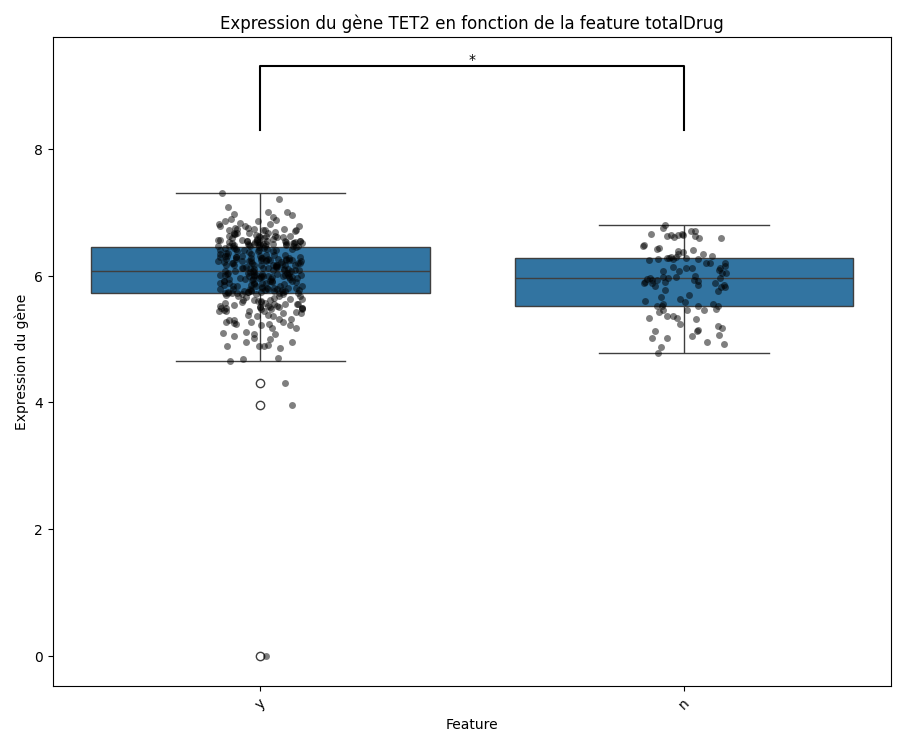 Expression du gène TET2 en fonction de la feature totalDrug
*
8
6
4
2
0
Expression du gène
y
n
Feature